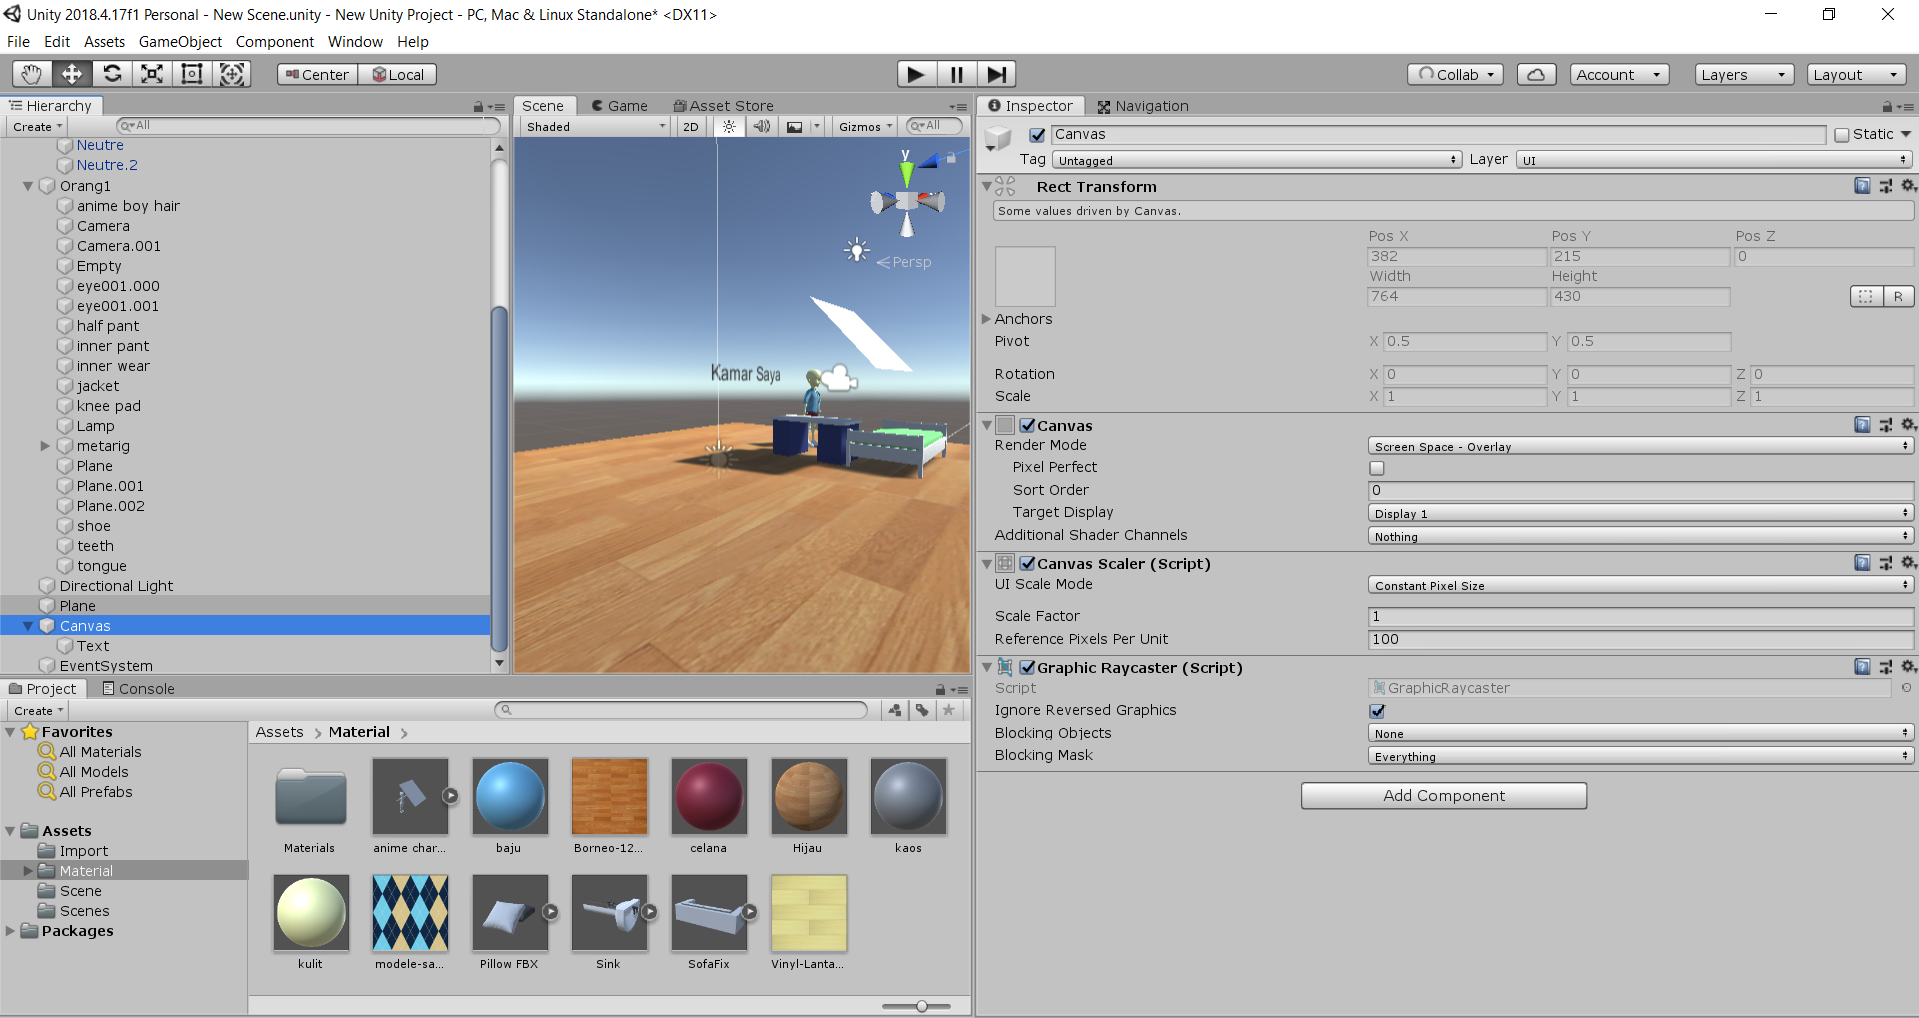 Unity 2018.4.17f1 Personal - New Scene.unity - New Unity Project - PC, Mac & Linux Standalone* <DX11>
File Edit Assets GameObject Component Window Help
Center Local Collab Account Layers Layout
Hierarchy
Create All
Neutre
Neutre.2
Orang1
anime boy hair
Camera
Camera.001
Empty
eye001.000
eye001.001
half pant
inner pant
inner wear
jacket
knee pad
Lamp
metarig
Plane
Plane.001
Plane.002
shoe
teeth
tongue
Directional Light
Plane
Canvas
Text
EventSystem
Scene Game Asset Store
Shaded 2D Gizmos All
y
Persp
Kamar Saya
Inspector Navigation
Canvas Static
Tag Untagged Layer UI
Rect Transform
Some values driven by Canvas.
Pos X Pos Y Pos Z
382 215 0
Width Height
764 430
R
Anchors
Pivot X 0.5 Y 0.5
Rotation X 0 Y 0 Z 0
Scale X 1 Y 1 Z 1
Canvas
Render Mode Screen Space - Overlay
Pixel Perfect
Sort Order 0
Target Display Display 1
Additional Shader Channels Nothing
Canvas Scaler (Script)
UI Scale Mode Constant Pixel Size
Scale Factor 1
Reference Pixels Per Unit 100
Graphic Raycaster (Script)
Script GraphicRaycaster
Ignore Reversed Graphics
Blocking Objects None
Blocking Mask Everything
Add Component
Project Console
Create
Favorites
All Materials
All Models
All Prefabs
Assets
Import
Material
Scene
Scenes
Packages
Assets Material
Materials anime char... baju Borneo-12... celana Hijau kaos
kulit modele-sa... Pillow FBX Sink SofaFix Vinyl-Lanta...